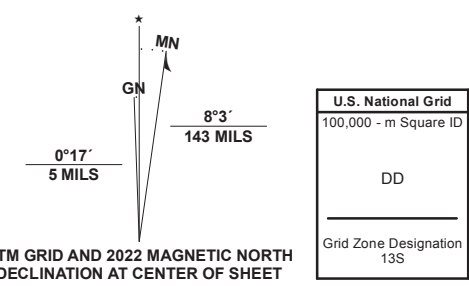 ★
MN
GN
8°3´
143 MILS
0°17´
5 MILS
TM GRID AND 2022 MAGNETIC NORTH
DECLINATION AT CENTER OF SHEET
U.S. National Grid
100,000 - m Square ID
DD
Grid Zone Designation
13S